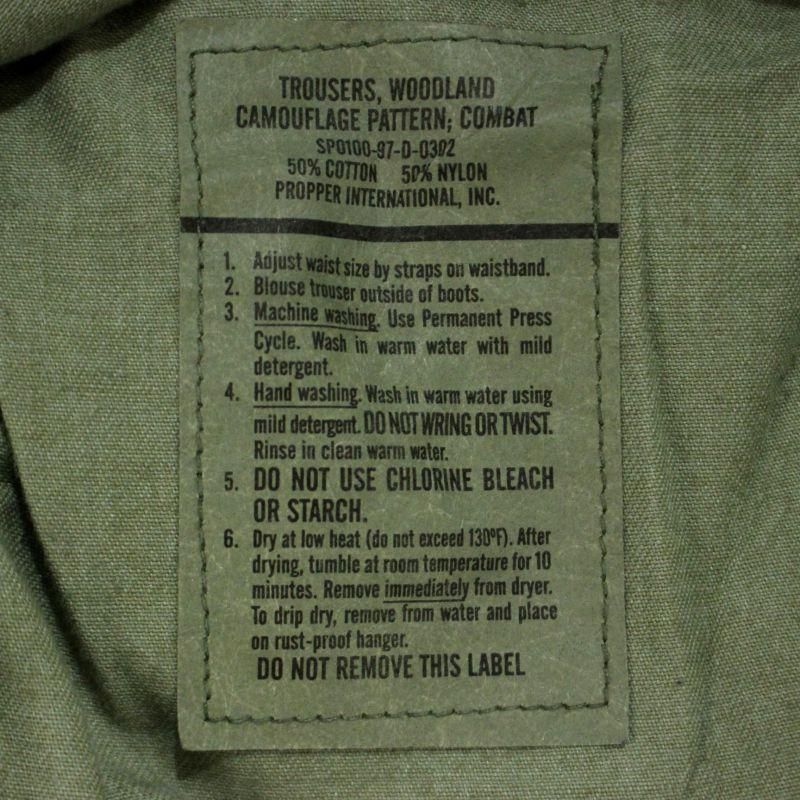 TROUSERS, WOODLAND
CAMOUFLAGE PATTERN; COMBAT
SPO100-97-D-0302
50% COTTON 50% NYLON
PROPPER INTERNATIONAL, INC.
1. Adjust waist size by straps on waistband.
2. Blouse trouser outside of boots.
3. Machine washing. Use Permanent Press
Cycle. Wash in warm water with mild
detergent.
4. Hand washing. Wash in warm water using
mild detergent. DO NOT WRING OR TWIST.
Rinse in clean warm water.
5. DO NOT USE CHLORINE BLEACH
OR STARCH.
6. Dry at low heat (do not exceed 130°F). After
drying, tumble at room temperature for 10
minutes. Remove immediately from dryer.
To drip dry, remove from water and place
on rust-proof hanger.
DO NOT REMOVE THIS LABEL